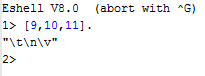 Eshell V8.0  (abort with ^G)
1> [9,10,11].
"\t\n\v"
2>